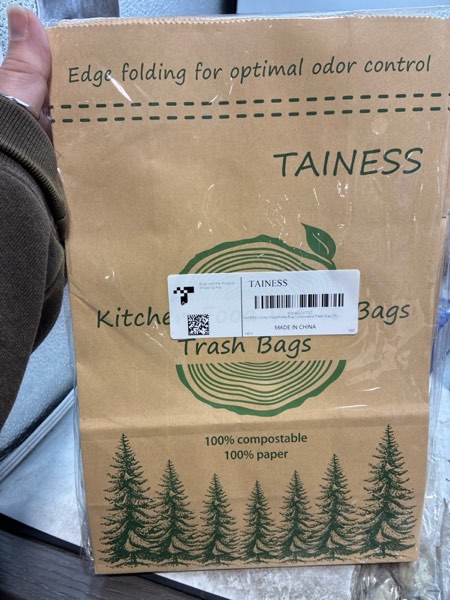 Edge folding for optimal odor control
TAINESS
TAINESS
MADE IN CHINA
Kitche
Bags
Trash Bags
100% compostable
100% paper